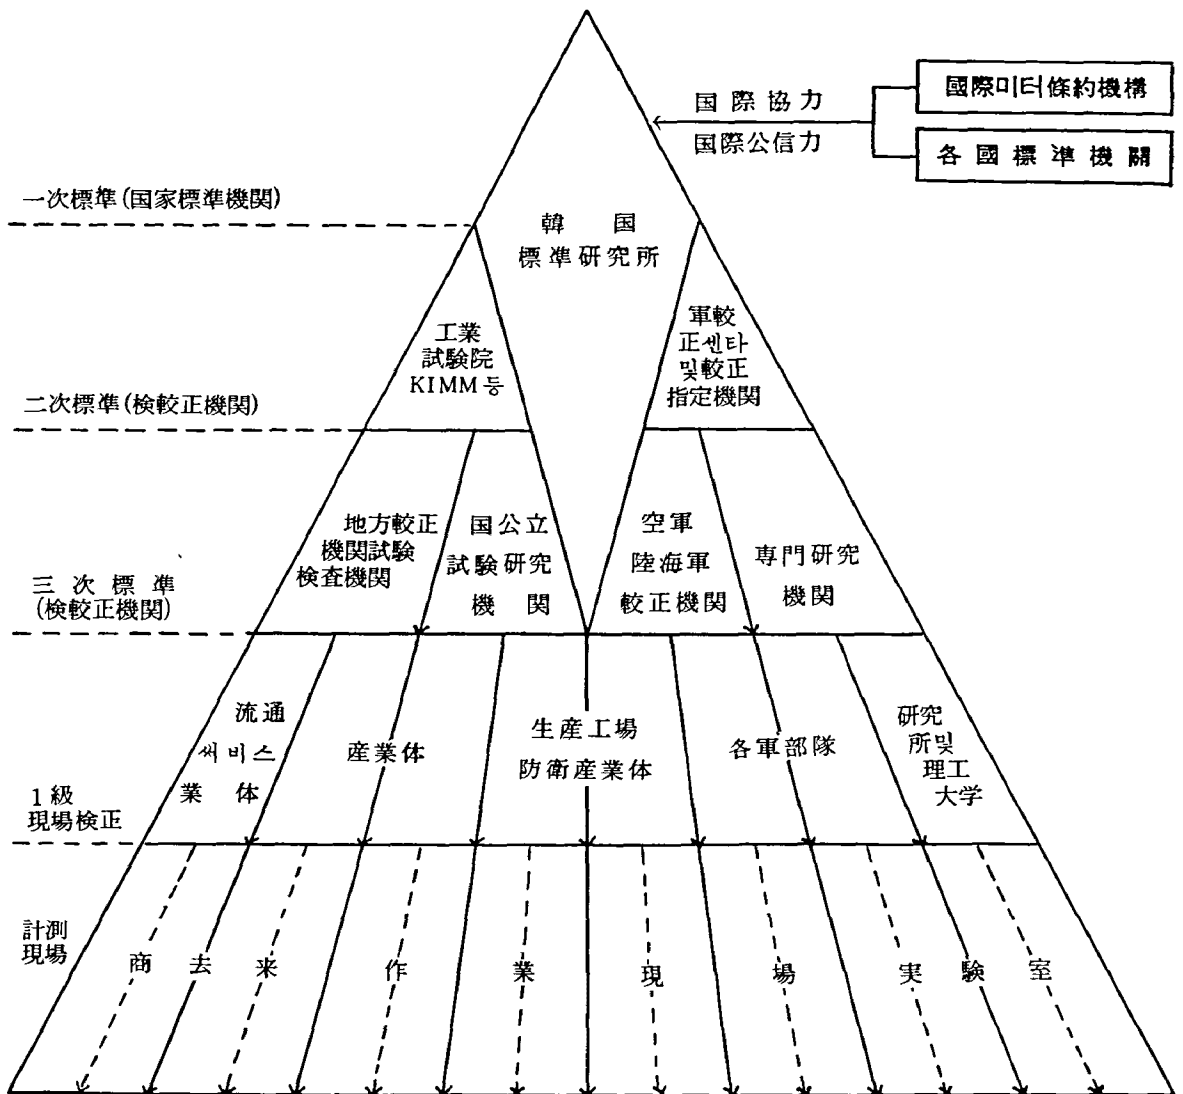 国際協力
国際公信力
國際미터條約機構
各國標準機關
一次標準(国家標準機関)
韓国
標準研究所
工業
試験院
KIMM등
軍較
正센타
및較正
指定機関
二次標準(検較正機関)
地方較正
機関試験
検査機関
国公立
試験研究
機関
空軍
陸海軍
較正機関
専門研究
機関
三次標準
(検較正機関)
流通
써비스
業体
産業体
生産工場
防衛産業体
各軍部隊
研究
所및
理工
大学
1級
現場検正
計測
現場
商去来作業現場実験室